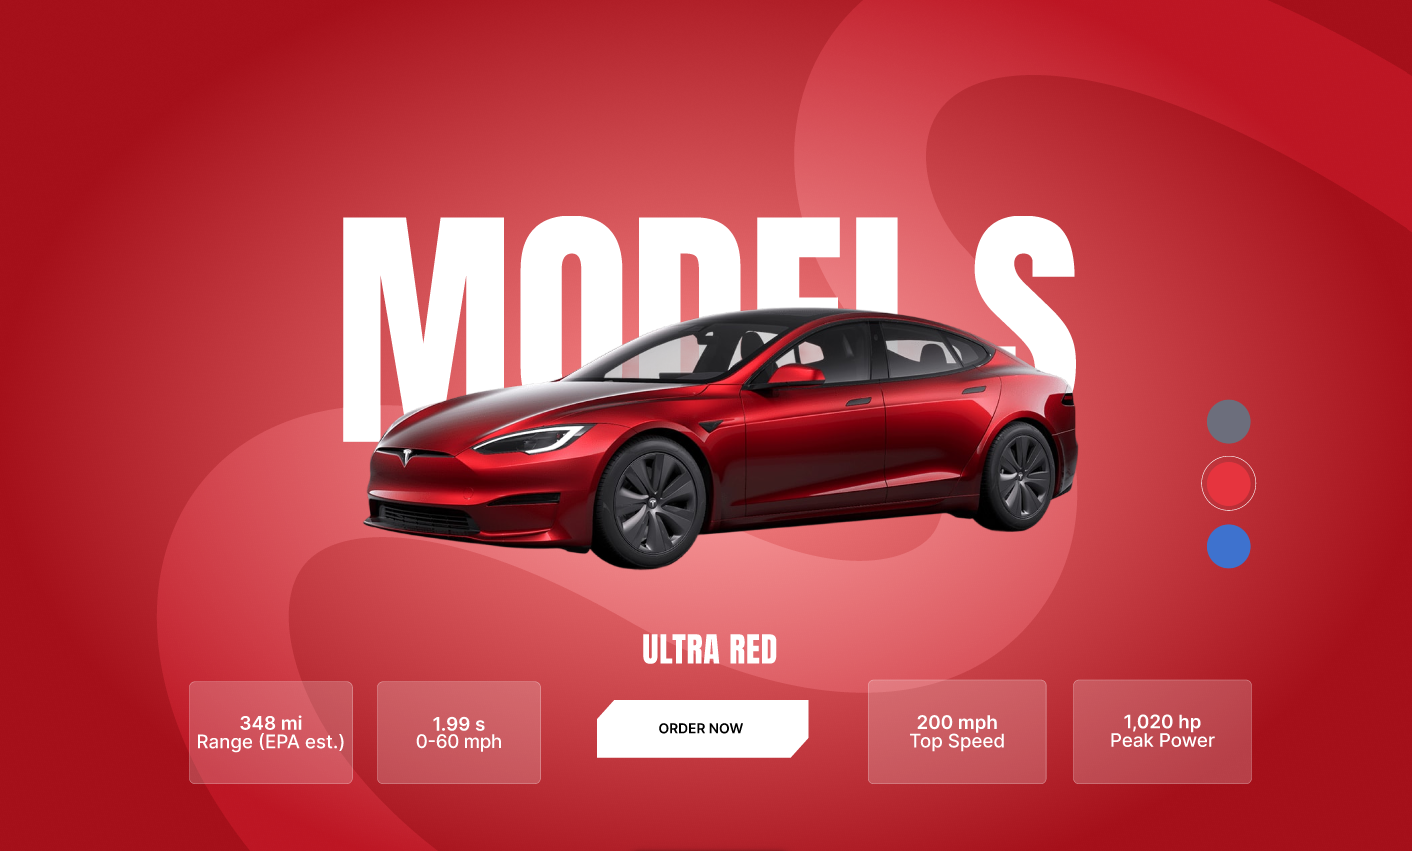 MODEL S
ULTRA RED
348 mi
Range (EPA est.)
1.99 s
0-60 mph
ORDER NOW
200 mph
Top Speed
1,020 hp
Peak Power